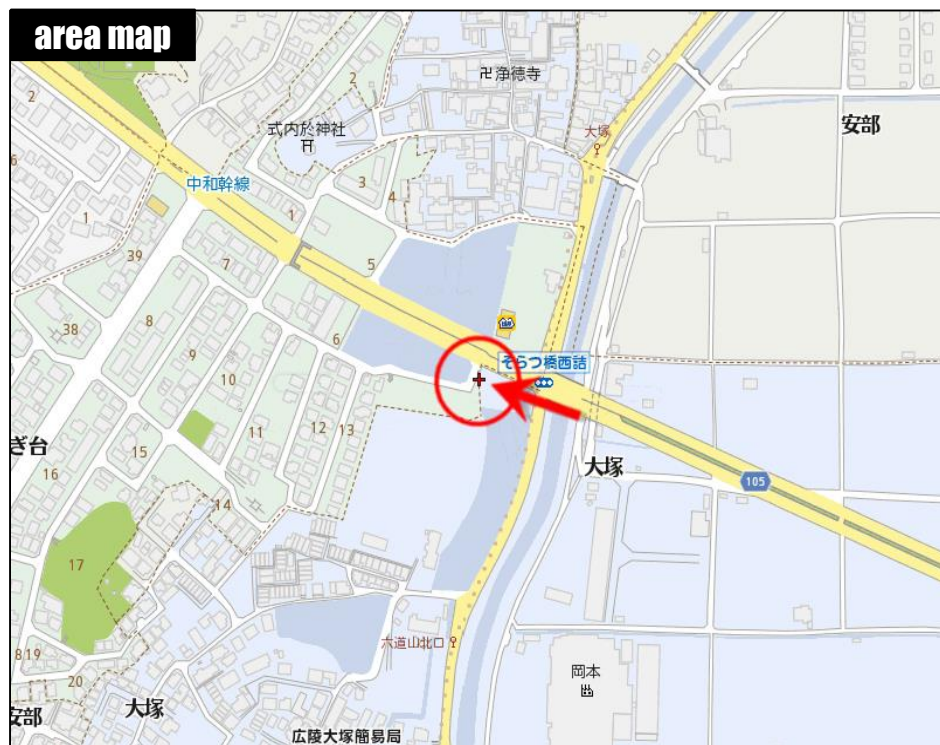 area map
卍浄徳寺
2
2
式内於神社
大塚
安部
6
中和幹線
3
4
1
1
39
7
5
38
8
6
9
そらつ橋西詰
10
11
12
13
ぎ台
15
16
大塚
105
14
17
六道山北口
8
19
20
岡本
安部
大塚
広陵大塚簡易局